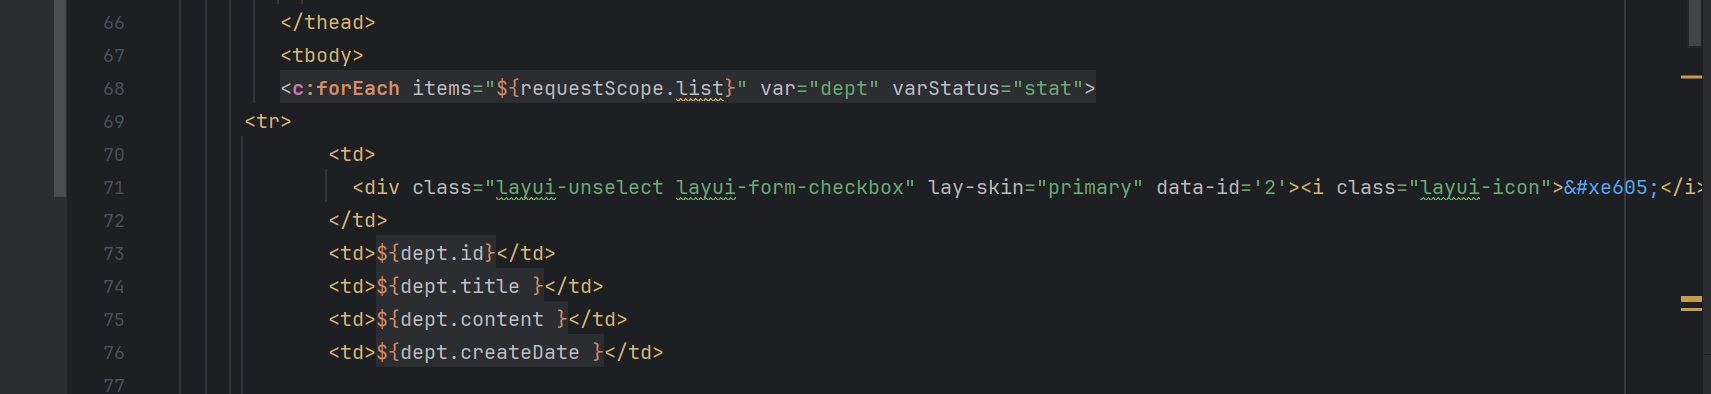 66 </thead>
67 <tbody>
68 <c:forEach items="${requestScope.list}" var="dept" varStatus="stat">
69 <tr>
70 <td>
71 <div class="layui-unselect layui-form-checkbox" lay-skin="primary" data-id='2'><i class="layui-icon">&#xe605;</i>
72 </td>
73 <td>${dept.id}</td>
74 <td>${dept.title }</td>
75 <td>${dept.content }</td>
76 <td>${dept.createDate }</td>
77